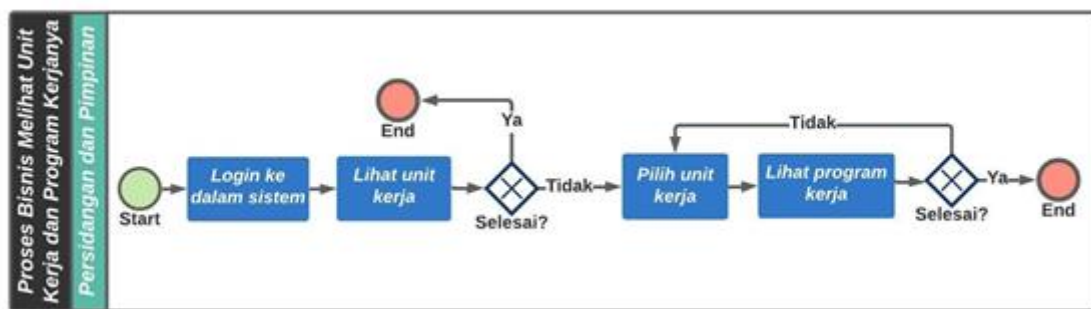 Proses Bisnis Melihat Unit
Kerja dan Program Kerjanya
Persidangan dan Pimpinan
Start
Login ke
dalam sistem
Lihat unit
kerja
Selesai?
Ya
End
Tidak
Pilih unit
kerja
Lihat program
kerja
Selesai?
Tidak
Ya
End